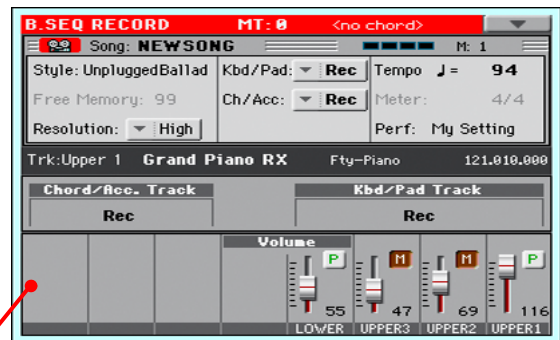 B.SEQ RECORD MT: 0 <no chord>
Song: NEWSONG M: 1
Style: UnpluggedBallad Kbd/Pad: Rec Tempo ♩ = 94
Free Memory: 99 Ch/Acc: Rec Meter: 4/4
Resolution: High Perf: My Setting
Trk:Upper 1 Grand Piano RX Fty-Piano 121.010.000
Chord/Acc. Track Kbd/Pad Track
Rec Rec
Volume
P M M P
55 47 69 116
LOWER UPPER3 UPPER2 UPPER1